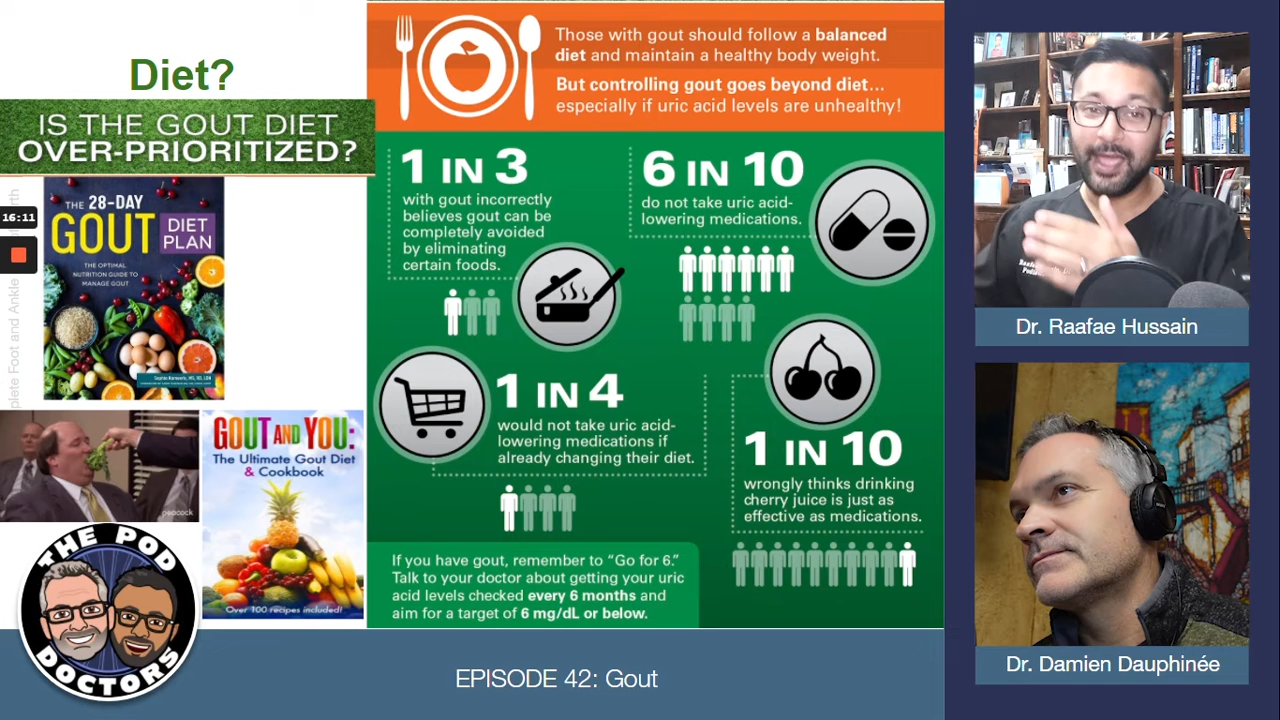 Diet?
IS THE GOUT DIET
OVER-PRIORITIZED?
THE 28-DAY
GOUT
DIET
PLAN
THE OPTIMAL
NUTRITION GUIDE TO
MANAGE GOUT
16:11
plete Foot and Ankle
rth
peacock
GOUT AND YOU:
The Ultimate Gout Diet
& Cookbook
Over 100 recipes included!
THE POD
DOCTORS
Those with gout should follow a balanced
diet and maintain a healthy body weight.
But controlling gout goes beyond diet...
especially if uric acid levels are unhealthy!
1 IN 3
with gout incorrectly
believes gout can be
completely avoided
by eliminating
certain foods.
6 IN 10
do not take uric acid-
lowering medications.
1 IN 4
would not take uric acid-
lowering medications if
already changing their diet.
1 IN 10
wrongly thinks drinking
cherry juice is just as
effective as medications.
If you have gout, remember to “Go for 6.”
Talk to your doctor about getting your uric
acid levels checked every 6 months and
aim for a target of 6 mg/dL or below.
EPISODE 42: Gout
Dr. Raafae Hussain
Dr. Damien Dauphinée